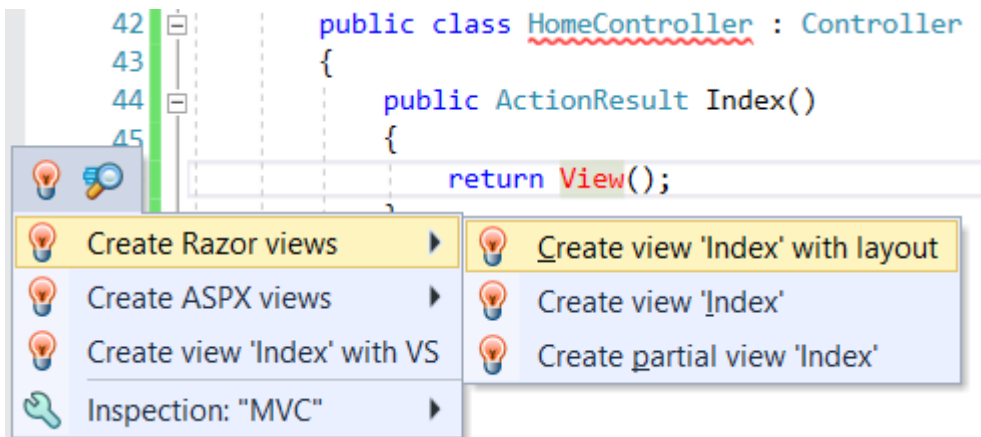 42 public class HomeController : Controller
43 {
44 public ActionResult Index()
45 {
return View();
}
Create Razor views
Create view 'Index' with layout
Create ASPX views
Create view 'Index'
Create view 'Index' with VS
Create partial view 'Index'
Inspection: "MVC"